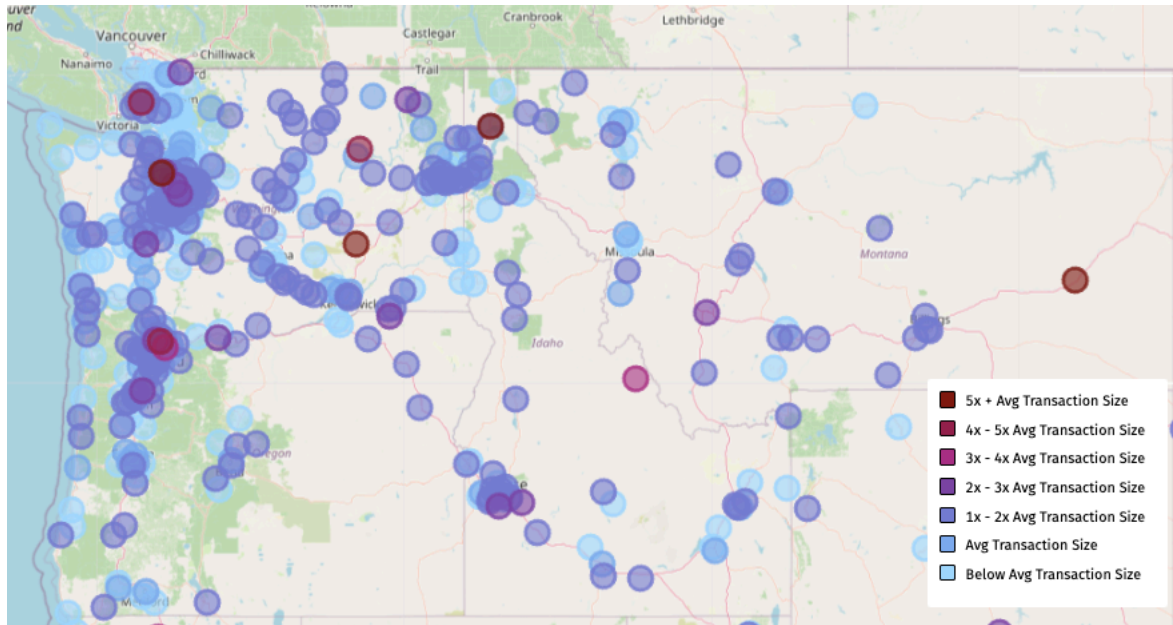 Cranbrook
Lethbridge
Castlegar
Vancouver
Chilliwack
Nanaimo
Trail
Victoria
Montana
Idaho
Oregon
5x + Avg Transaction Size
4x - 5x Avg Transaction Size
3x - 4x Avg Transaction Size
2x - 3x Avg Transaction Size
1x - 2x Avg Transaction Size
Avg Transaction Size
Below Avg Transaction Size